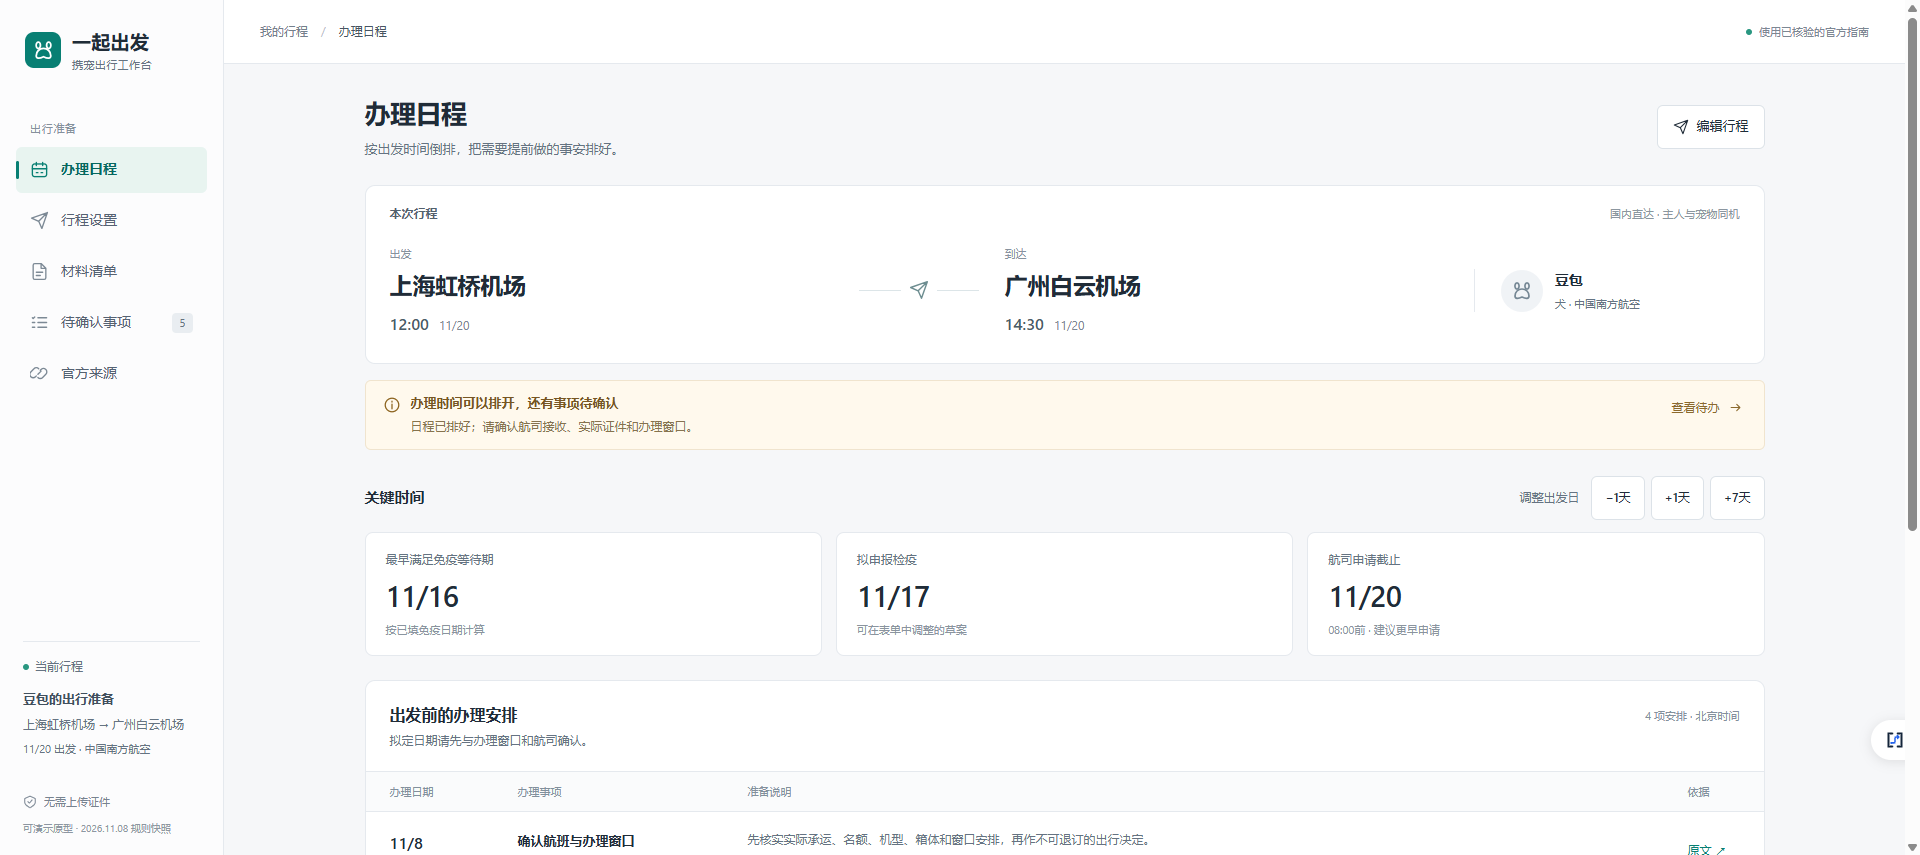 一起出发
携宠出行工作台
出行准备
办理日程
行程设置
材料清单
待确认事项 5
官方来源
当前行程
豆包的出行准备
上海虹桥机场 → 广州白云机场
11/20 出发 · 中国南方航空
无需上传证件
可演示原型 · 2026.11.08 规则快照
我的行程 / 办理日程
使用已核验的官方指南
办理日程
按出发时间倒排，把需要提前做的事安排好。
编辑行程
本次行程
国内直达 · 主人与宠物同机
出发
上海虹桥机场
12:00 11/20
到达
广州白云机场
14:30 11/20
豆包
犬 · 中国南方航空
办理时间可以排开，还有事项待确认
日程已排好；请确认航司接收、实际证件和办理窗口。
查看待办 →
关键时间
调整出发日 −1天 +1天 +7天
最早满足免疫等待期
11/16
按已填免疫日期计算
拟申报检疫
11/17
可在表单中调整的草案
航司申请截止
11/20
08:00前 · 建议更早申请
出发前的办理安排
拟定日期请先与办理窗口和航司确认。
4 项安排 · 北京时间
办理日期 办理事项 准备说明 依据
11/8 确认航班与办理窗口 先核实实际承运、名额、机型、箱体和窗口安排，再作不可退订的出行决定。 原文 ↗